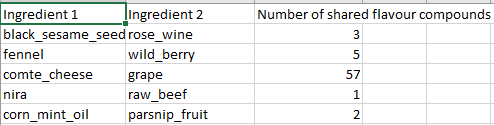 Ingredient 1 Ingredient 2 Number of shared flavour compounds
black_sesame_seed rose_wine 3
fennel wild_berry 5
comte_cheese grape 57
nira raw_beef 1
corn_mint_oil parsnip_fruit 2